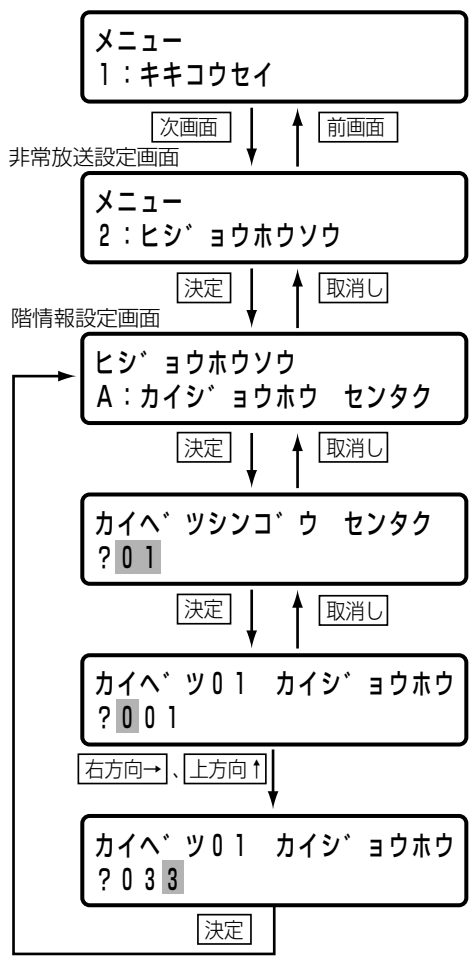 メニュー
1:キキコウセイ
次画面 前画面
非常放送設定画面
メニュー
2:ヒシ゛ョウホウソウ
決定 取消し
階情報設定画面
ヒシ゛ョウホウソウ
A:カイシ゛ョウホウ センタク
決定 取消し
カイヘ゛ツシンコ゛ウ センタク
?01
決定 取消し
カイヘ゛ツ01 カイシ゛ョウホウ
?001
右方向→、上方向↑
カイヘ゛ツ01 カイシ゛ョウホウ
?033
決定